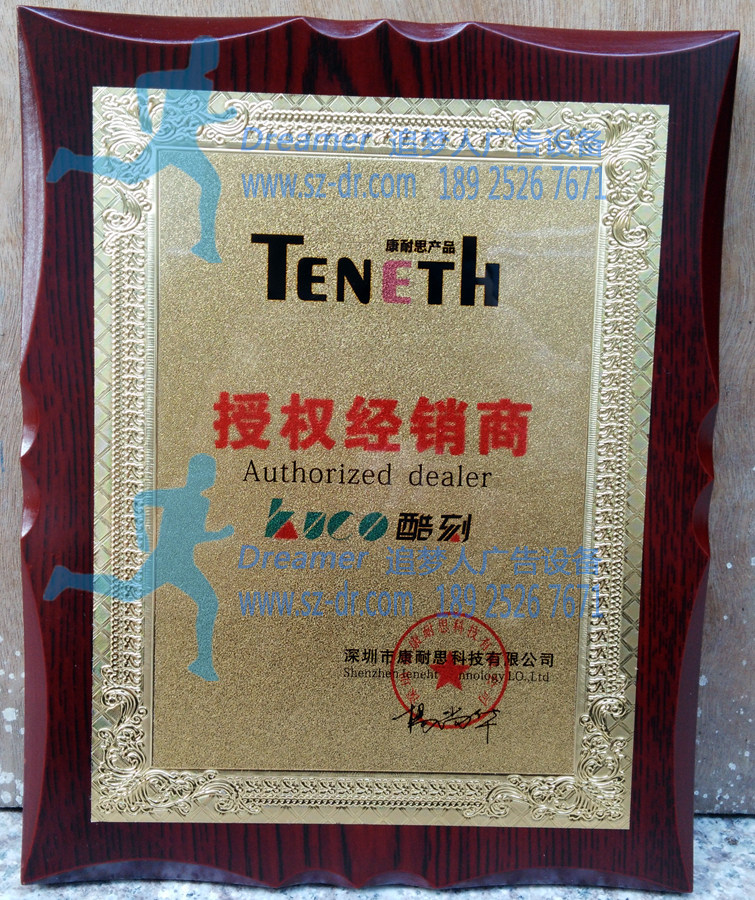 Dreamer 追梦人广告设备
www.sz-dr.com 189 2526 7671
康耐思产品
TENETH
授权经销商
Authorized dealer
kuco 酷刻
Dreamer 追梦人广告设备
www.sz-dr.com 189 2526 7671
深圳市康耐思科技有限公司
Shenzhen teneht